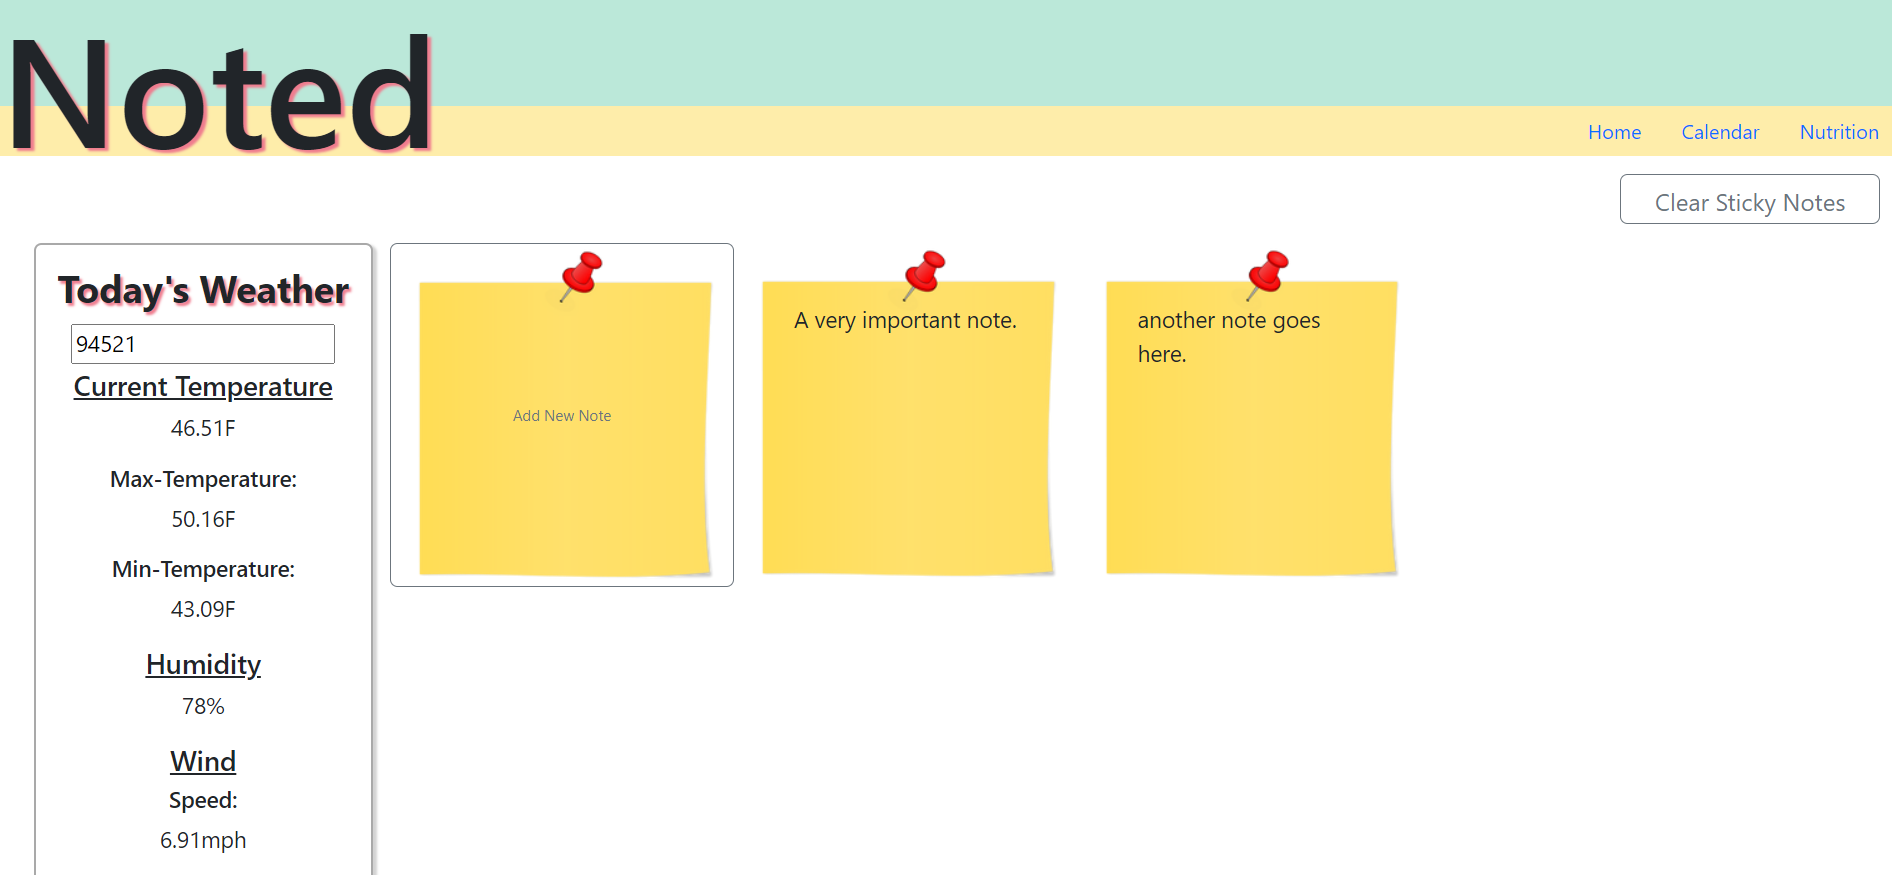 Noted
Home Calendar Nutrition
Clear Sticky Notes
Today's Weather
94521
Current Temperature
46.51F
Max-Temperature:
50.16F
Min-Temperature:
43.09F
Humidity
78%
Wind
Speed:
6.91mph
Add New Note
A very important note.
another note goes
here.